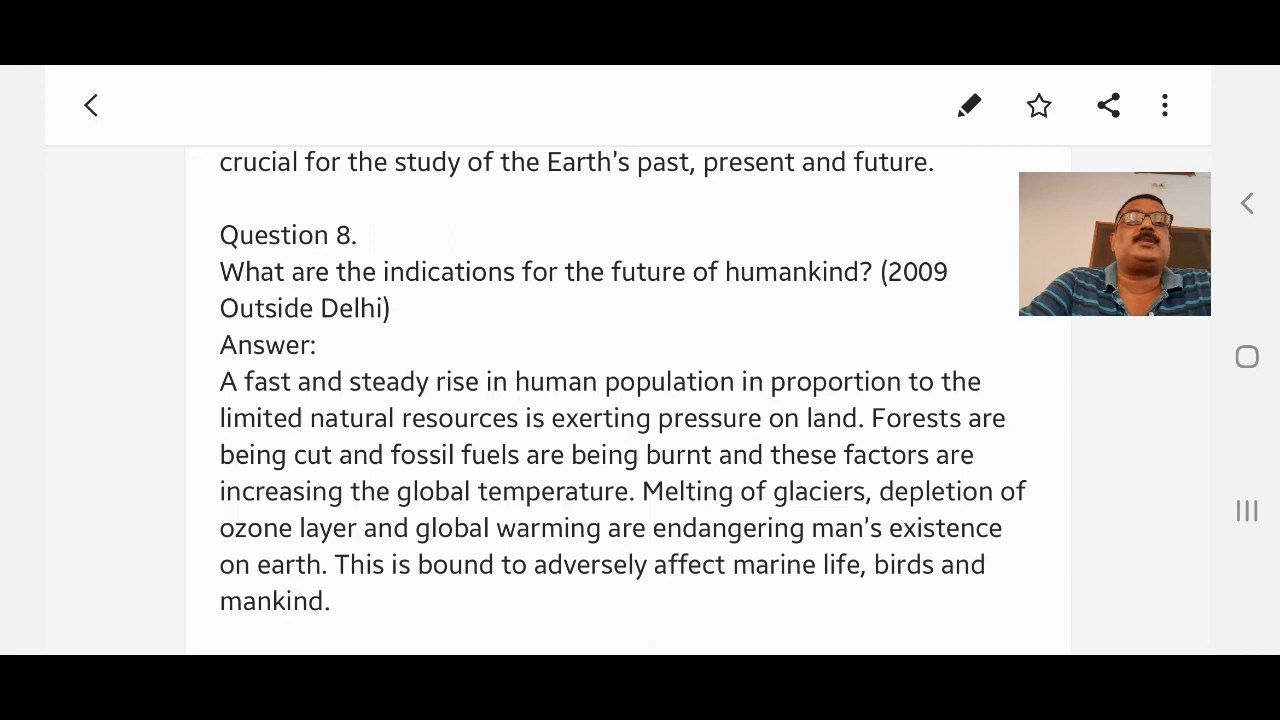 crucial for the study of the Earth's past, present and future.
Question 8.
What are the indications for the future of humankind? (2009
Outside Delhi)
Answer:
A fast and steady rise in human population in proportion to the
limited natural resources is exerting pressure on land. Forests are
being cut and fossil fuels are being burnt and these factors are
increasing the global temperature. Melting of glaciers, depletion of
ozone layer and global warming are endangering man's existence
on earth. This is bound to adversely affect marine life, birds and
mankind.